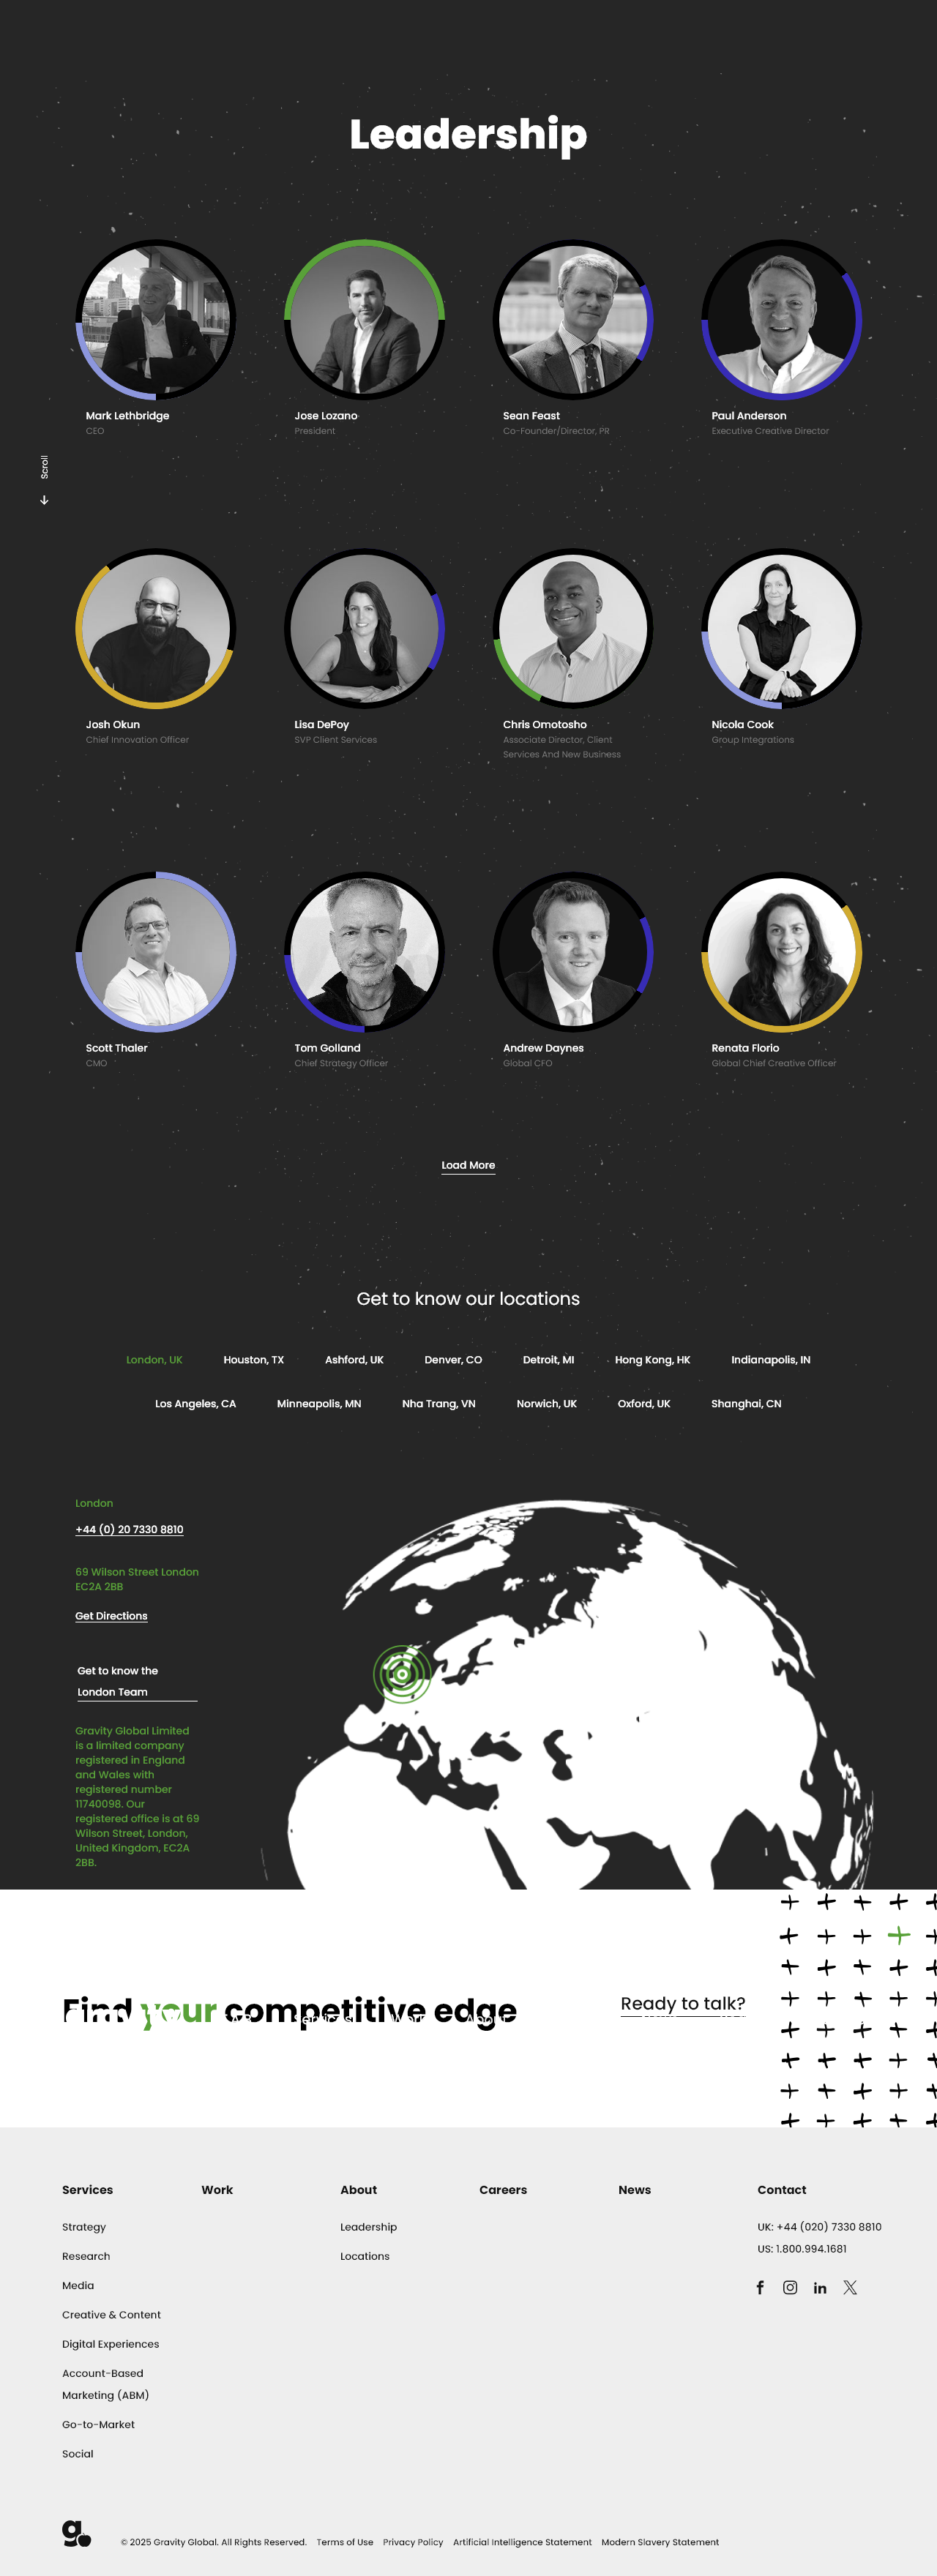 Leadership
Mark Lethbridge
CEO
Jose Lozano
President
Sean Feast
Co-Founder/Director, PR
Paul Anderson
Executive Creative Director
Scroll
Josh Okun
Chief Innovation Officer
Lisa DePoy
SVP Client Services
Chris Omotosho
Associate Director, Client
Services And New Business
Nicola Cook
Group Integrations
Scott Thaler
CMO
Tom Golland
Chief Strategy Officer
Andrew Daynes
Global CFO
Renata Florio
Global Chief Creative Officer
Load More
Get to know our locations
London, UK Houston, TX Ashford, UK Denver, CO Detroit, MI Hong Kong, HK Indianapolis, IN
Los Angeles, CA Minneapolis, MN Nha Trang, VN Norwich, UK Oxford, UK Shanghai, CN
London
+44 (0) 20 7330 8810
69 Wilson Street London
EC2A 2BB
Get Directions
Get to know the
London Team
Gravity Global Limited
is a limited company
registered in England
and Wales with
registered number
11740098. Our
registered office is at 69
Wilson Street, London,
United Kingdom, EC2A
2BB.
Find your competitive edge
Ready to talk?
Services
Strategy
Research
Media
Creative & Content
Digital Experiences
Account-Based
Marketing (ABM)
Go-to-Market
Social
Work
About
Leadership
Locations
Careers
News
Contact
UK: +44 (020) 7330 8810
US: 1.800.994.1681
© 2025 Gravity Global. All Rights Reserved. Terms of Use Privacy Policy Artificial Intelligence Statement Modern Slavery Statement